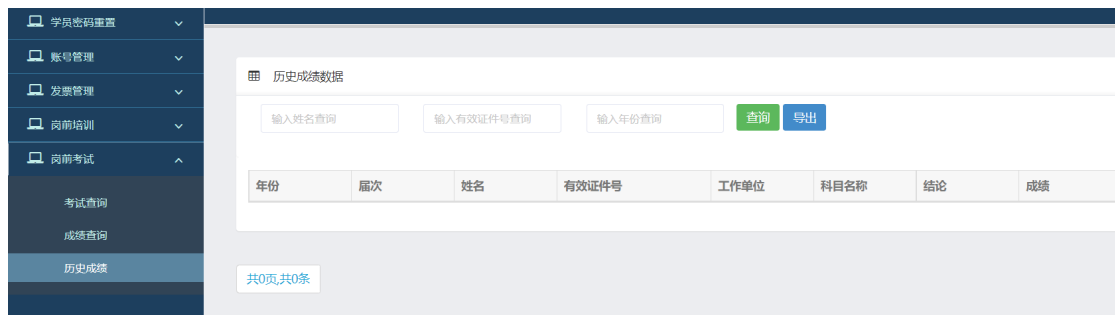 学员密码重置
账号管理
发票管理
岗前培训
岗前考试
考试查询
成绩查询
历史成绩
历史成绩数据
输入姓名查询 输入有效证件号查询 输入年份查询 查询 导出
年份 届次 姓名 有效证件号 工作单位 科目名称 结论 成绩
共0页,共0条